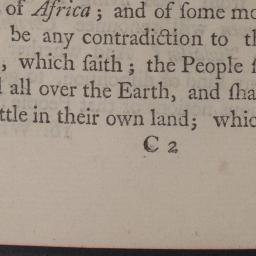 of Africa; and of ſome mo
be any contradiction to th
, which ſaith; the People ſ
all over the Earth, and ſha
ttle in their own land; whic
C 2